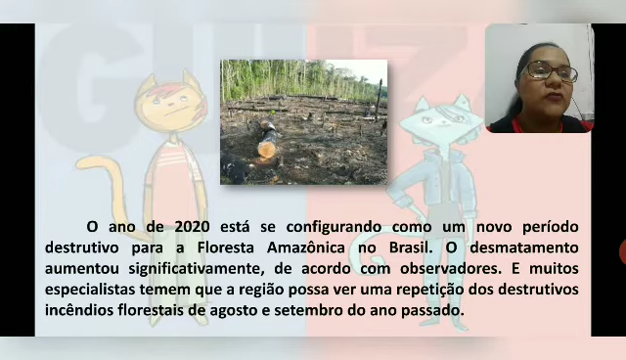 O ano de 2020 está se configurando como um novo período
destrutivo para a Floresta Amazônica no Brasil. O desmatamento
aumentou significativamente, de acordo com observadores. E muitos
especialistas temem que a região possa ver uma repetição dos destrutivos
incêndios florestais de agosto e setembro do ano passado.